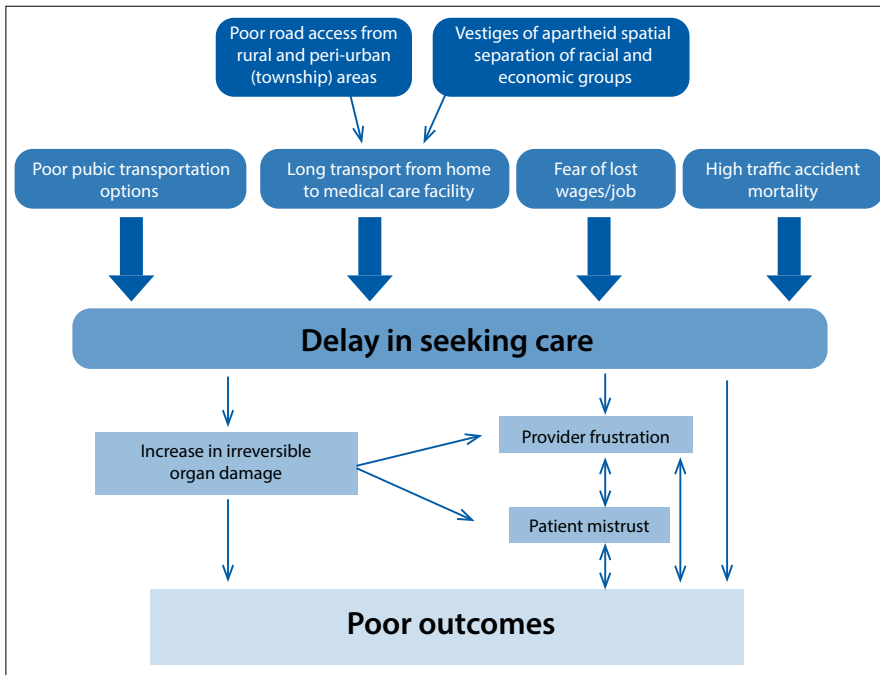 Poor road access from
rural and peri-urban
(township) areas
Vestiges of apartheid spatial
separation of racial and
economic groups
Poor pubic transportation
options
Long transport from home
to medical care facility
Fear of lost
wages/job
High traffic accident
mortality
Delay in seeking care
Increase in irreversible
organ damage
Provider frustration
Patient mistrust
Poor outcomes